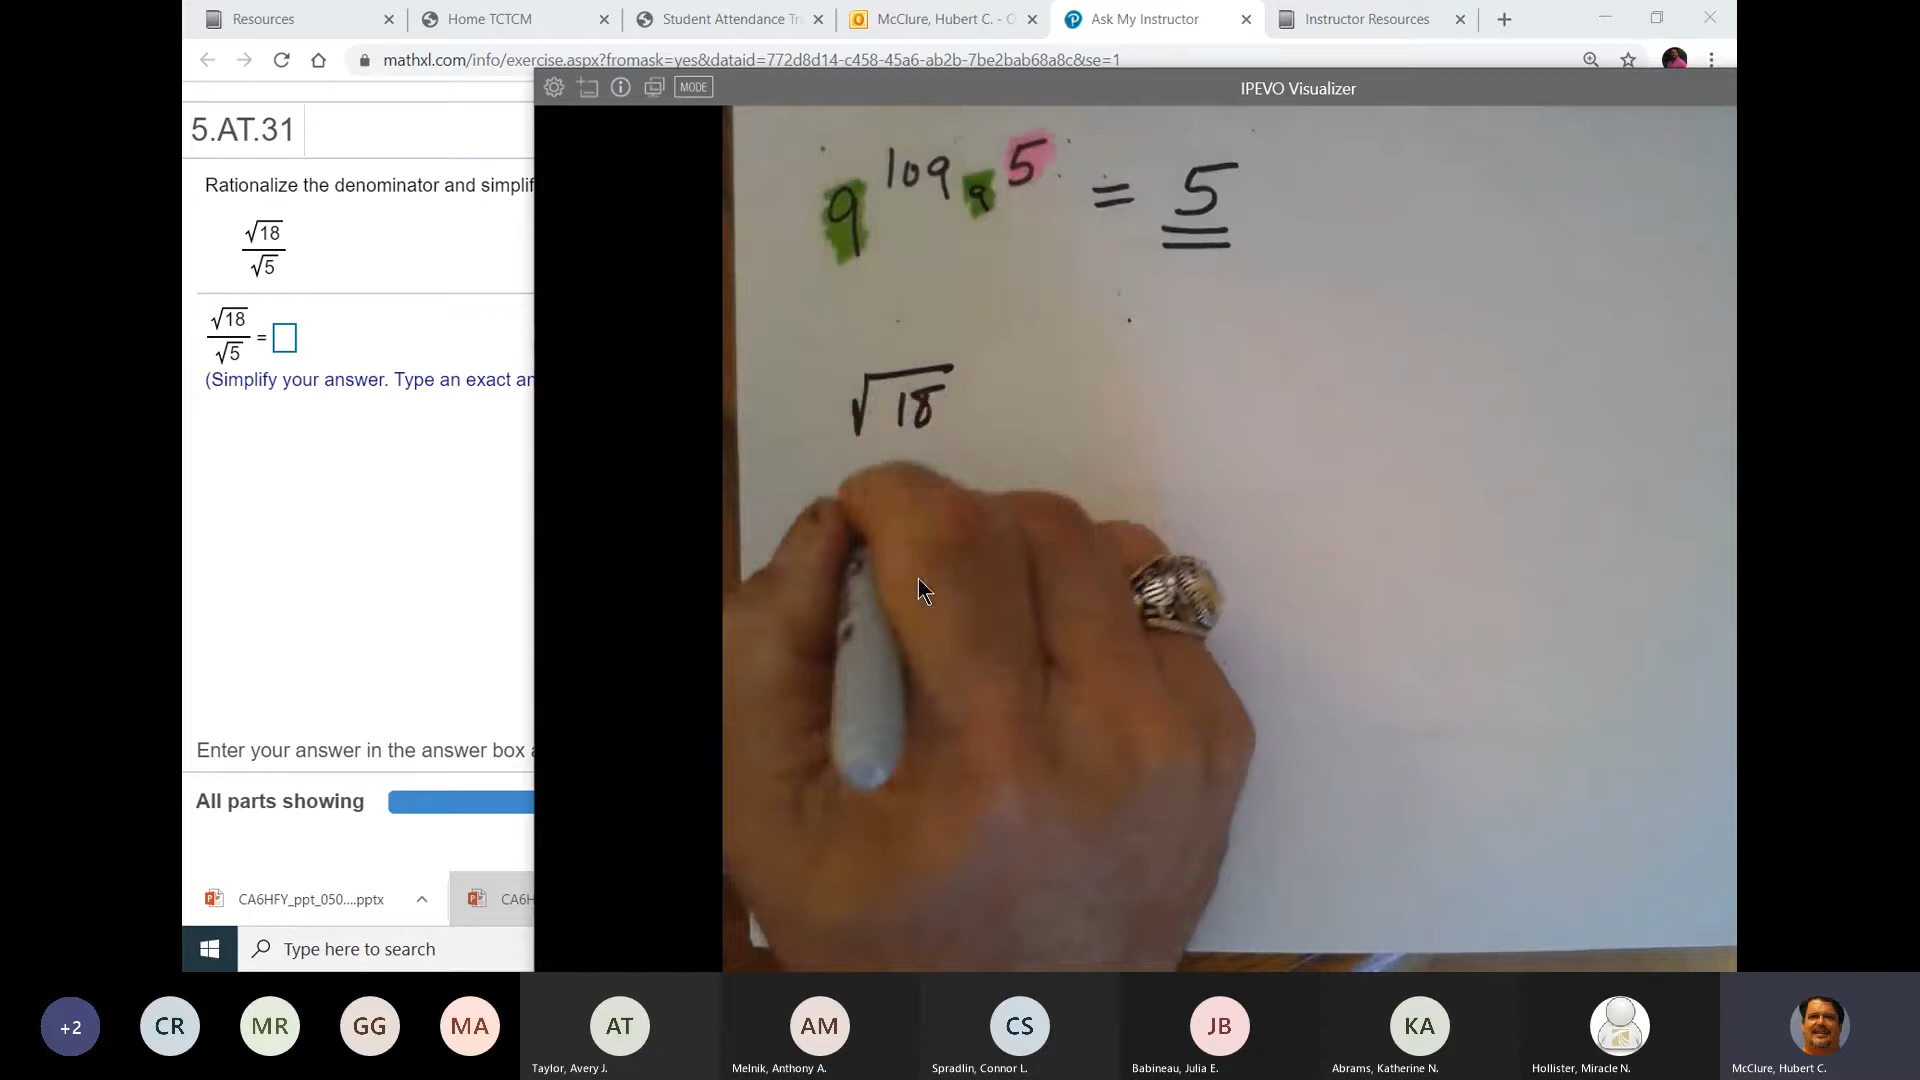 Resources
Home TCTCM
Student Attendance Tr
McClure, Hubert C. - O
Ask My Instructor
Instructor Resources
mathxl.com/info/exercise.aspx?fromask=yes&dataid=772d8d14-c458-45a6-ab2b-7be2bab68a8c&se=1
MODE
IPEVO Visualizer
5.AT.31
Rationalize the denominator and simplif
√18
√5
√18
√5
= 
(Simplify your answer. Type an exact an
9 log 9 5 = 5
√18
Enter your answer in the answer box a
All parts showing
CA6HFY_ppt_050....pptx
CA6H
Type here to search
+2
CR
MR
GG
MA
AT
AM
CS
JB
KA
Taylor, Avery J.
Melnik, Anthony A.
Spradlin, Connor L.
Babineau, Julia E.
Abrams, Katherine N.
Hollister, Miracle N.
McClure, Hubert C.